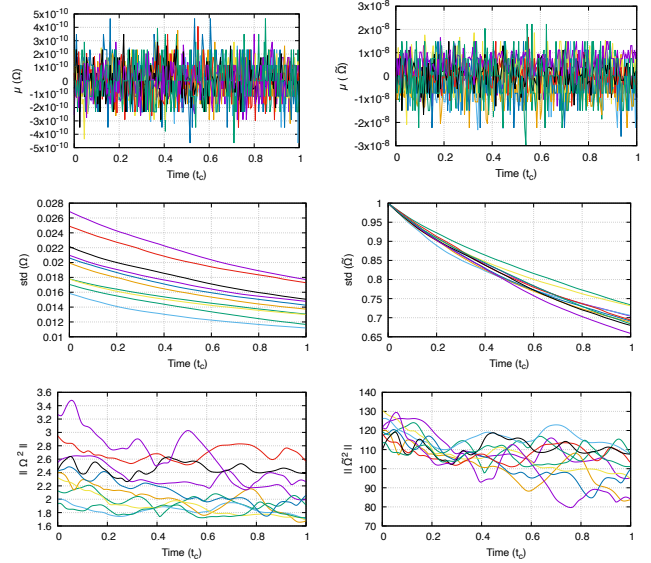 5x10⁻¹⁰
4x10⁻¹⁰
3x10⁻¹⁰
2x10⁻¹⁰
1x10⁻¹⁰
0
-1x10⁻¹⁰
-2x10⁻¹⁰
-3x10⁻¹⁰
-4x10⁻¹⁰
-5x10⁻¹⁰
μ (Ω)
0 0.2 0.4 0.6 0.8 1
Time (t_c)
3x10⁻⁸
2x10⁻⁸
1x10⁻⁸
0
-1x10⁻⁸
-2x10⁻⁸
-3x10⁻⁸
μ ( Ω̃)
0 0.2 0.4 0.6 0.8 1
Time (t_c)
0.028
0.026
0.024
0.022
0.02
0.018
0.016
0.014
0.012
0.01
std (Ω)
0 0.2 0.4 0.6 0.8 1
Time (t_c)
1
0.95
0.9
0.85
0.8
0.75
0.7
0.65
std (Ω̃)
0 0.2 0.4 0.6 0.8 1
Time (t_c)
3.6
3.4
3.2
3
2.8
2.6
2.4
2.2
2
1.8
1.6
|| Ω ² ||
0 0.2 0.4 0.6 0.8 1
Time (t_c)
140
130
120
110
100
90
80
70
|| Ω̃ ² ||
0 0.2 0.4 0.6 0.8 1
Time (t_c)